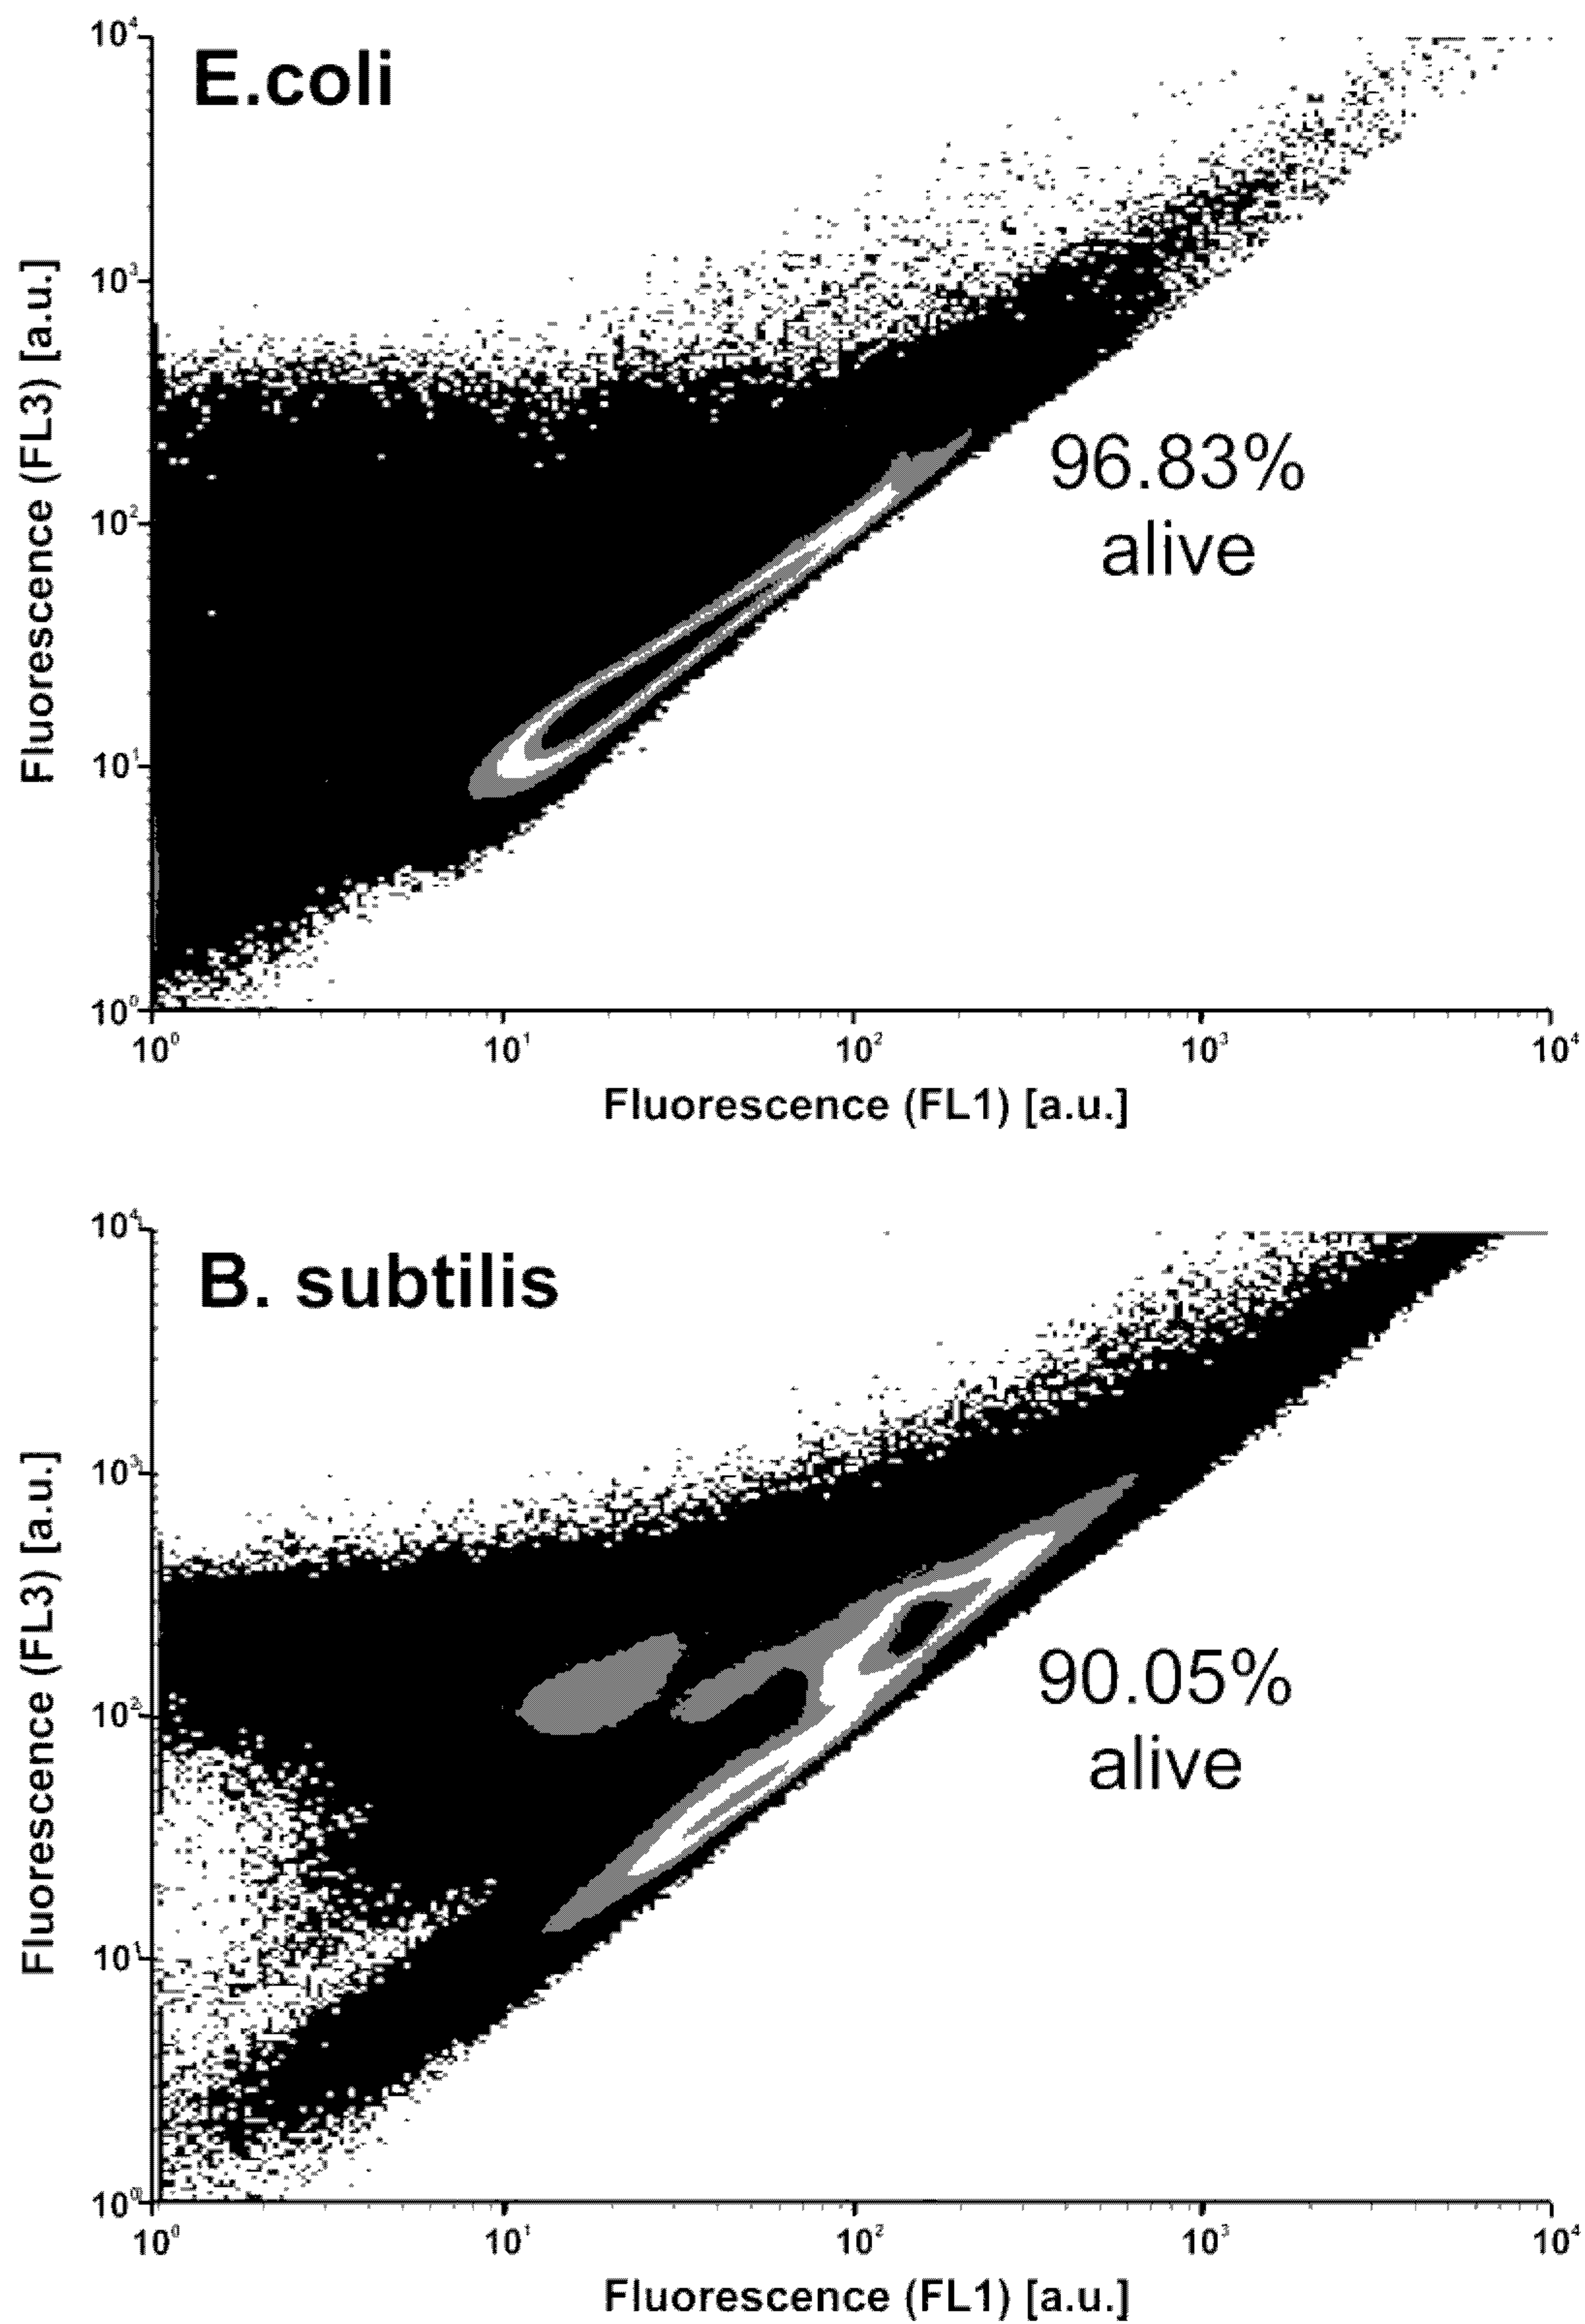 E.coli
10⁴
10³
10²
10¹
10⁰
Fluorescence (FL3) [a.u.]
96.83%
alive
10⁰ 10¹ 10² 10³ 10⁴
Fluorescence (FL1) [a.u.]
B. subtilis
10⁴
10³
10²
10¹
10⁰
Fluorescence (FL3) [a.u.]
90.05%
alive
10⁰ 10¹ 10² 10³ 10⁴
Fluorescence (FL1) [a.u.]